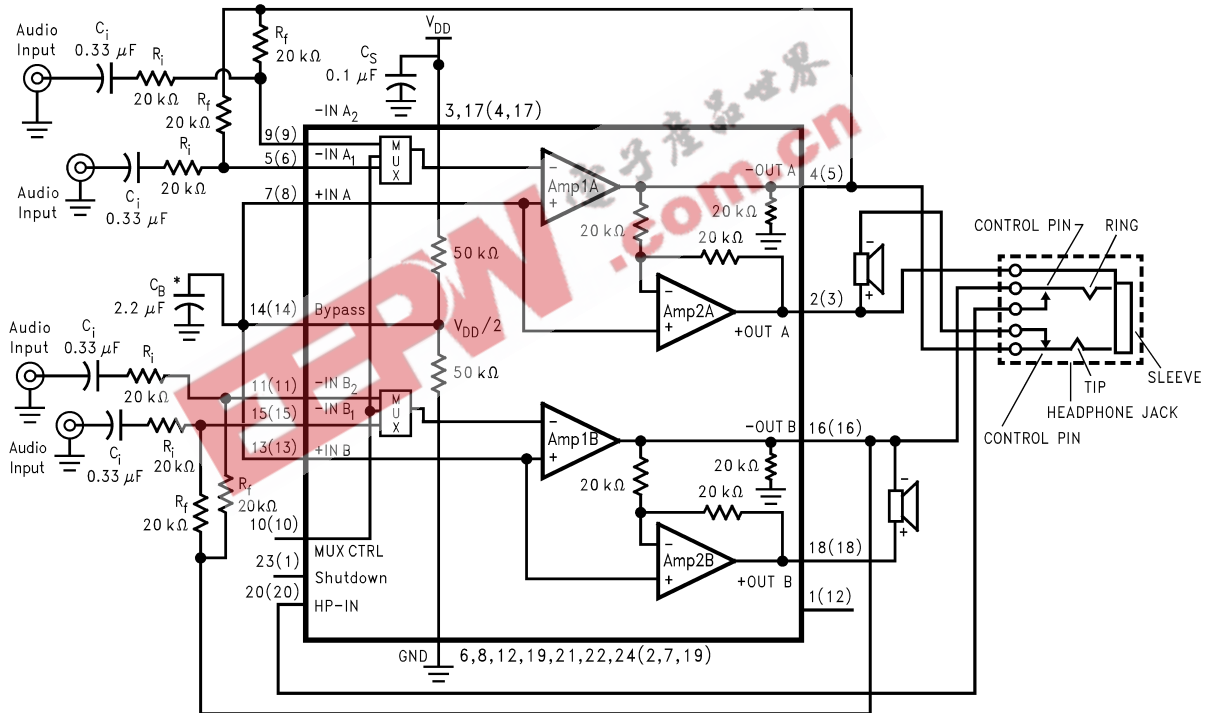 Audio
Input
Ci
0.33 μF
Ri
20 kΩ
Rf
20 kΩ
Rf
20 kΩ
Ri
20 kΩ
Audio
Input
Ci
0.33 μF
VDD
CS
0.1 μF
3,17(4,17)
-IN A2
9(9)
5(6)
-IN A1
7(8)
+IN A
MUX
Amp1A
-
+
-OUT A
4(5)
20 kΩ
20 kΩ
20 kΩ
50 kΩ
Amp2A
-
+
+OUT A
2(3)
-
+
CONTROL PIN
RING
SLEEVE
TIP
HEADPHONE JACK
CONTROL PIN
CB *
2.2 μF
14(14)
Bypass
VDD/2
50 kΩ
Audio
Input
Ci
0.33 μF
Ri
20 kΩ
11(11)
-IN B2
15(15)
-IN B1
13(13)
+IN B
MUX
Audio
Input
Ci
0.33 μF
Ri
20 kΩ
Rf
20 kΩ
Rf
20 kΩ
Amp1B
-
+
-OUT B
16(16)
20 kΩ
20 kΩ
20 kΩ
Amp2B
-
+
+OUT B
18(18)
-
+
1(12)
10(10)
MUX CTRL
23(1)
Shutdown
20(20)
HP-IN
GND
6,8,12,19,21,22,24(2,7,19)
EEPW
.com.cn
电子產品世界